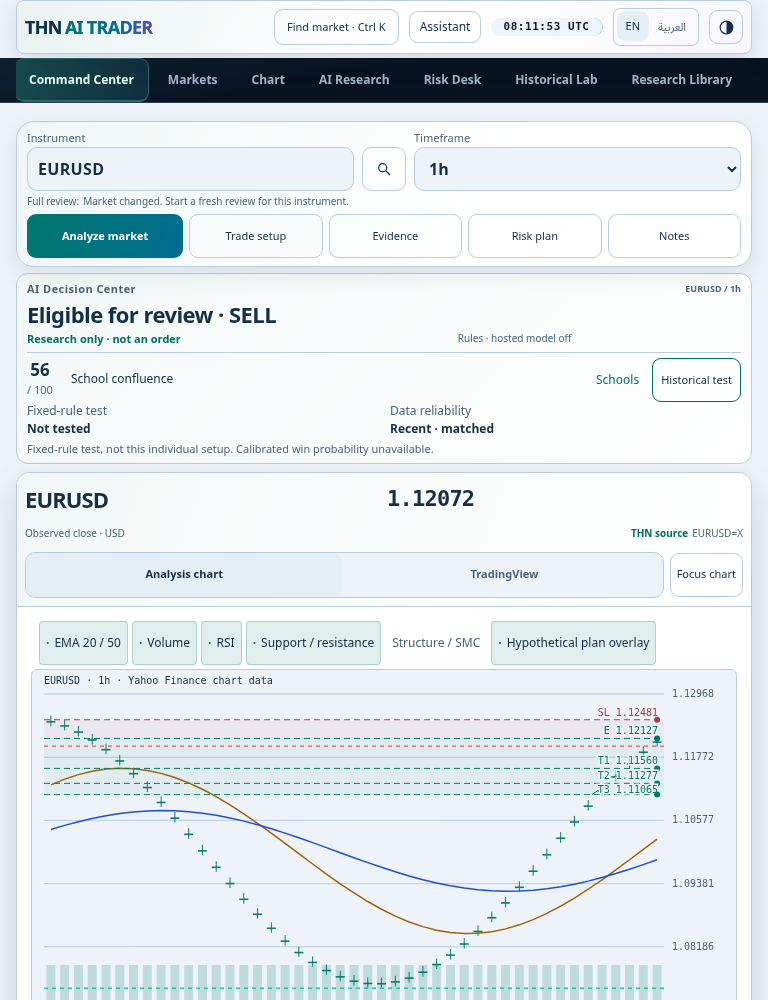 THN AI TRADER
Find market · Ctrl K
Assistant
08:11:53 UTC
EN
العربية
Command Center
Markets
Chart
AI Research
Risk Desk
Historical Lab
Research Library
Instrument
Timeframe
EURUSD
1h
Full review: Market changed. Start a fresh review for this instrument.
Analyze market
Trade setup
Evidence
Risk plan
Notes
AI Decision Center
EURUSD / 1h
Eligible for review · SELL
Research only · not an order
Rules · hosted model off
56
/ 100
School confluence
Schools
Historical test
Fixed-rule test
Data reliability
Not tested
Recent · matched
Fixed-rule test, not this individual setup. Calibrated win probability unavailable.
EURUSD
1.12072
Observed close · USD
THN source EURUSD=X
Analysis chart
TradingView
Focus chart
· EMA 20 / 50
· Volume
· RSI
· Support / resistance
Structure / SMC
· Hypothetical plan overlay
EURUSD · 1h · Yahoo Finance chart data
1.12968
SL 1.12481
E 1.12127
1.11772
T1 1.11560
T2 1.11277
T3 1.11065
1.10577
1.09381
1.08186